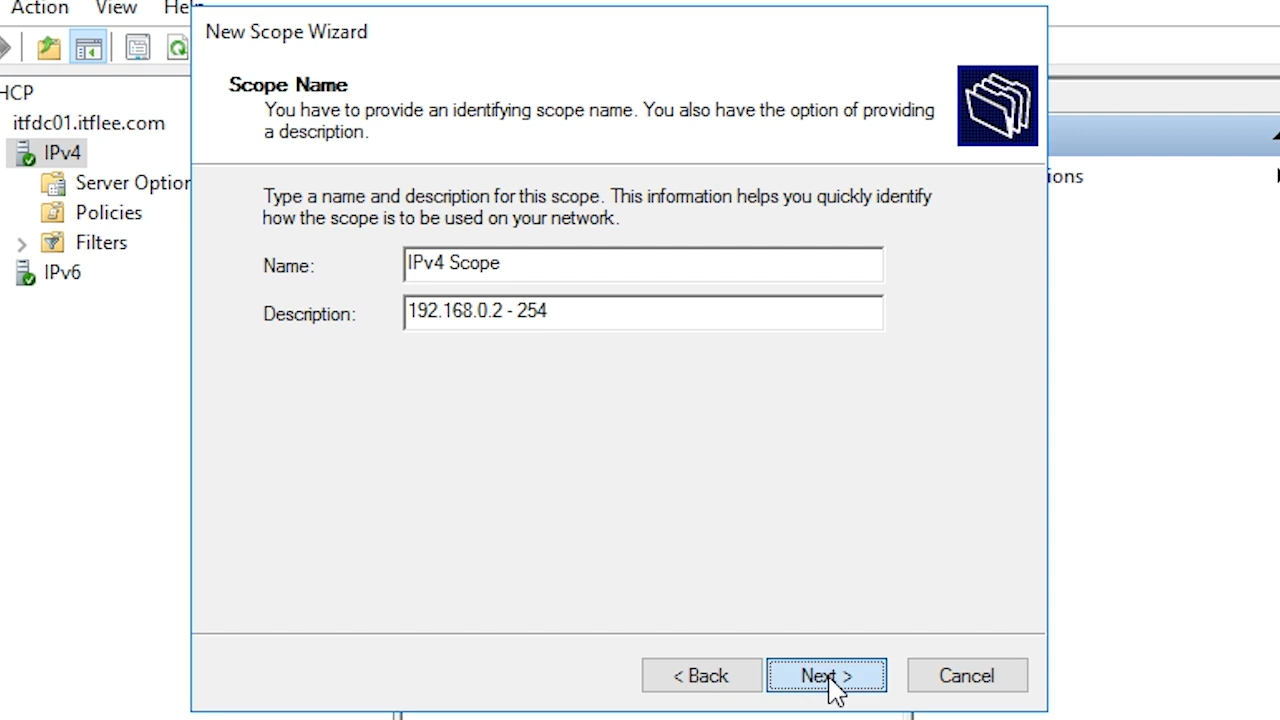 Action View Help
New Scope Wizard
Scope Name
You have to provide an identifying scope name. You also have the option of providing
a description.
HCP
itfdc01.itflee.com
IPv4
Server Option
Policies
Filters
IPv6
ions
Type a name and description for this scope. This information helps you quickly identify
how the scope is to be used on your network.
Name: IPv4 Scope
Description: 192.168.0.2 - 254
< Back Next > Cancel